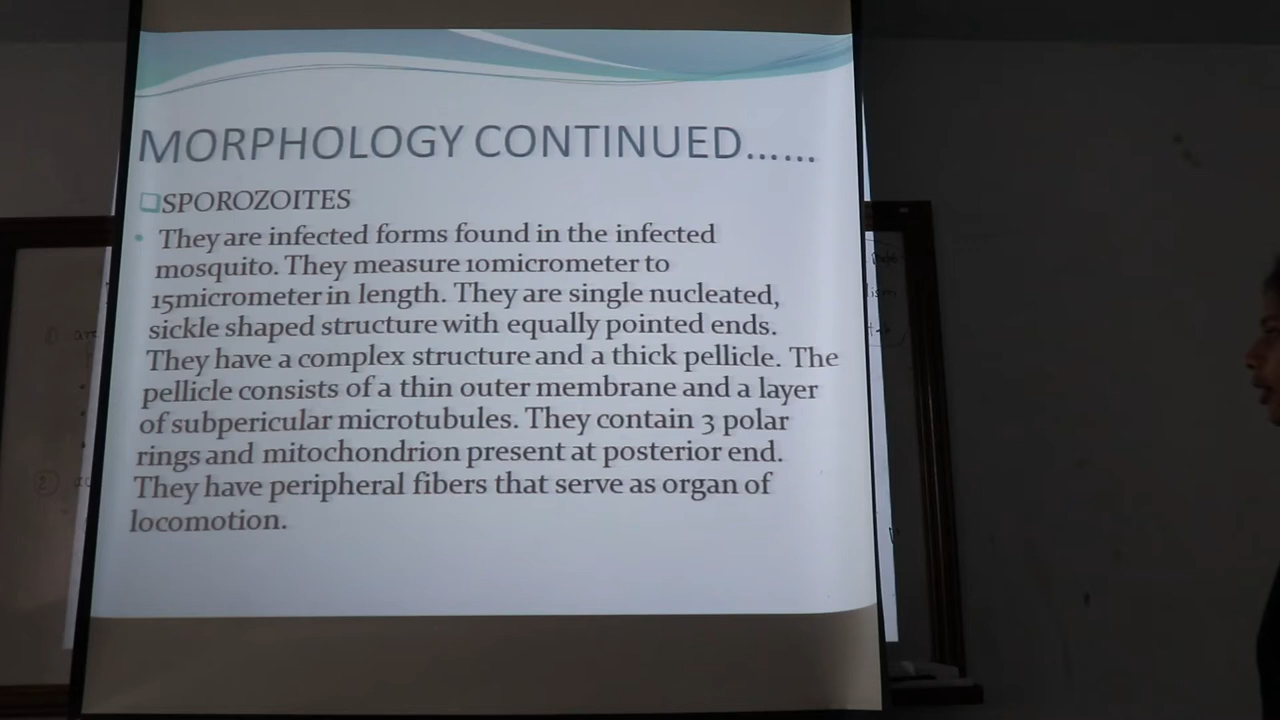 MORPHOLOGY CONTINUED......
SPOROZOITES
They are infected forms found in the infected
mosquito. They measure 10micrometer to
15micrometer in length. They are single nucleated,
sickle shaped structure with equally pointed ends.
They have a complex structure and a thick pellicle. The
pellicle consists of a thin outer membrane and a layer
of subpericular microtubules. They contain 3 polar
rings and mitochondrion present at posterior end.
They have peripheral fibers that serve as organ of
locomotion.